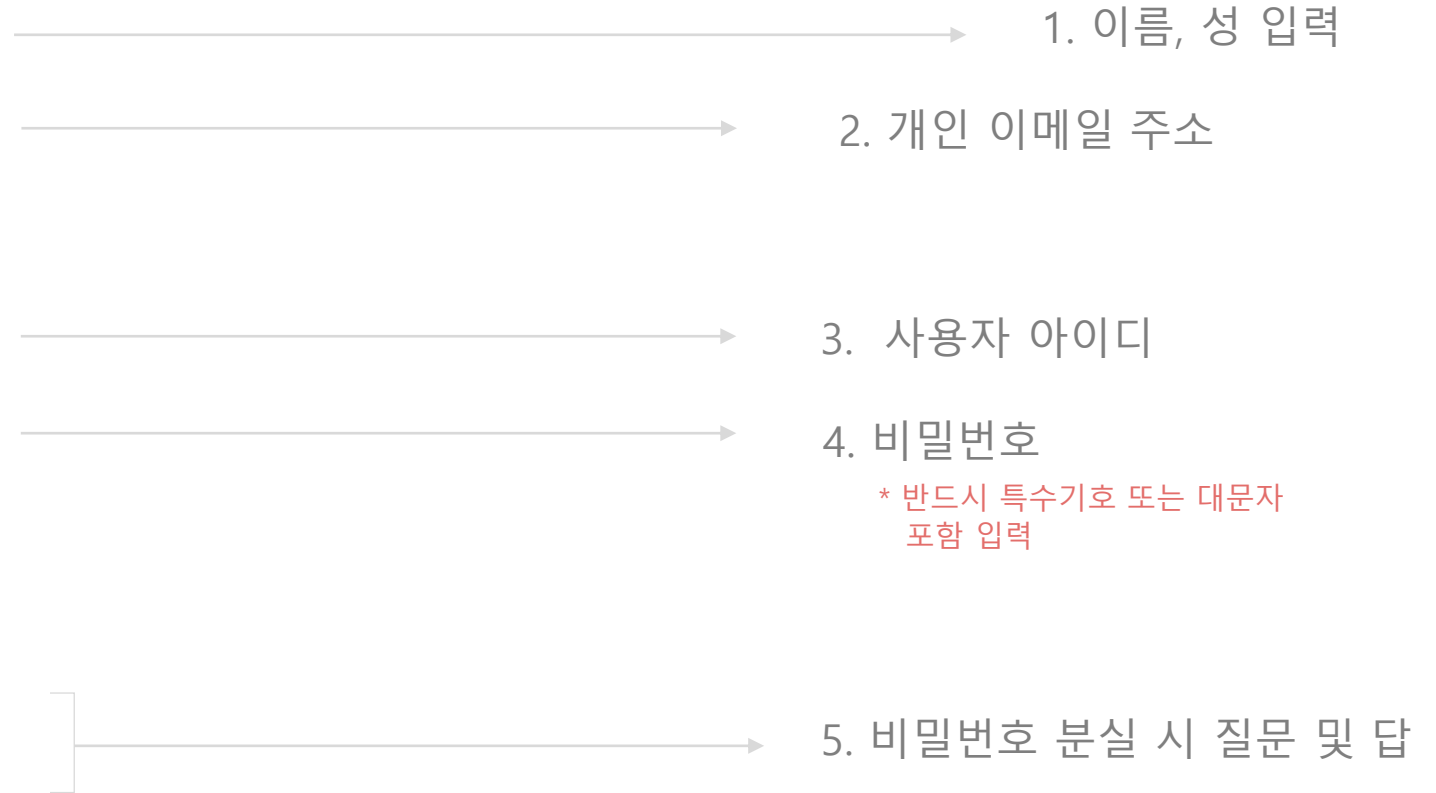 1. 이름, 성 입력
2. 개인 이메일 주소
3. 사용자 아이디
4. 비밀번호
* 반드시 특수기호 또는 대문자
포함 입력
5. 비밀번호 분실 시 질문 및 답